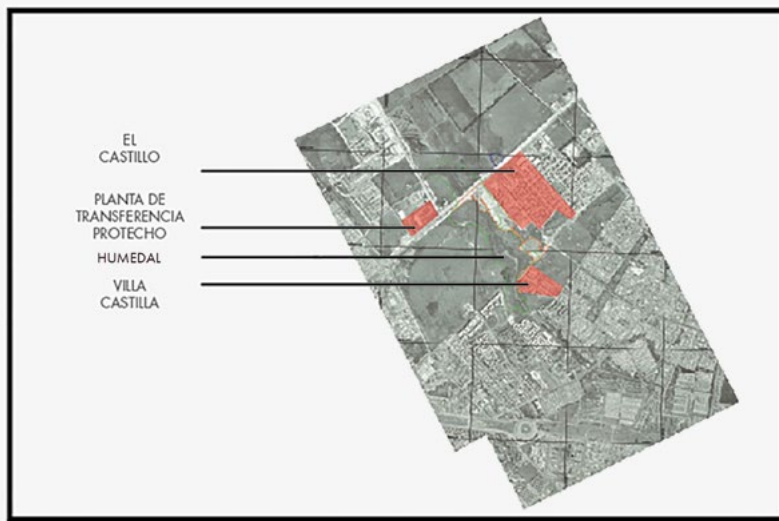 EL
CASTILLO
PLANTA DE
TRANSFERENCIA
PROTECHO
HUMEDAL
VILLA
CASTILLA